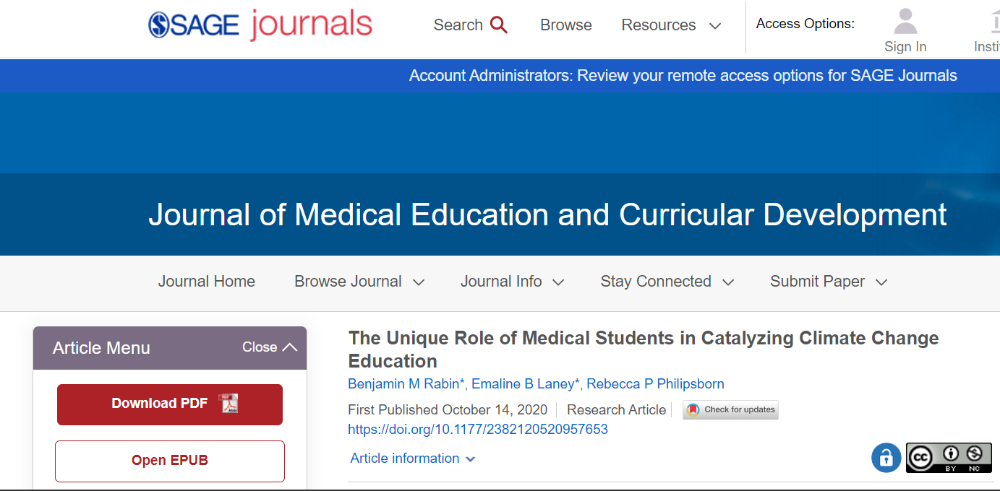 SAGE journals
Search
Browse
Resources
Access Options:
Sign In
Insti
Account Administrators: Review your remote access options for SAGE Journals
Journal of Medical Education and Curricular Development
Journal Home
Browse Journal
Journal Info
Stay Connected
Submit Paper
Article Menu
Close
Download PDF
Open EPUB
The Unique Role of Medical Students in Catalyzing Climate Change
Education
Benjamin M Rabin*, Emaline B Laney*, Rebecca P Philipsborn
First Published October 14, 2020
Research Article
Check for updates
https://doi.org/10.1177/2382120520957653
Article information
cc
BY NC